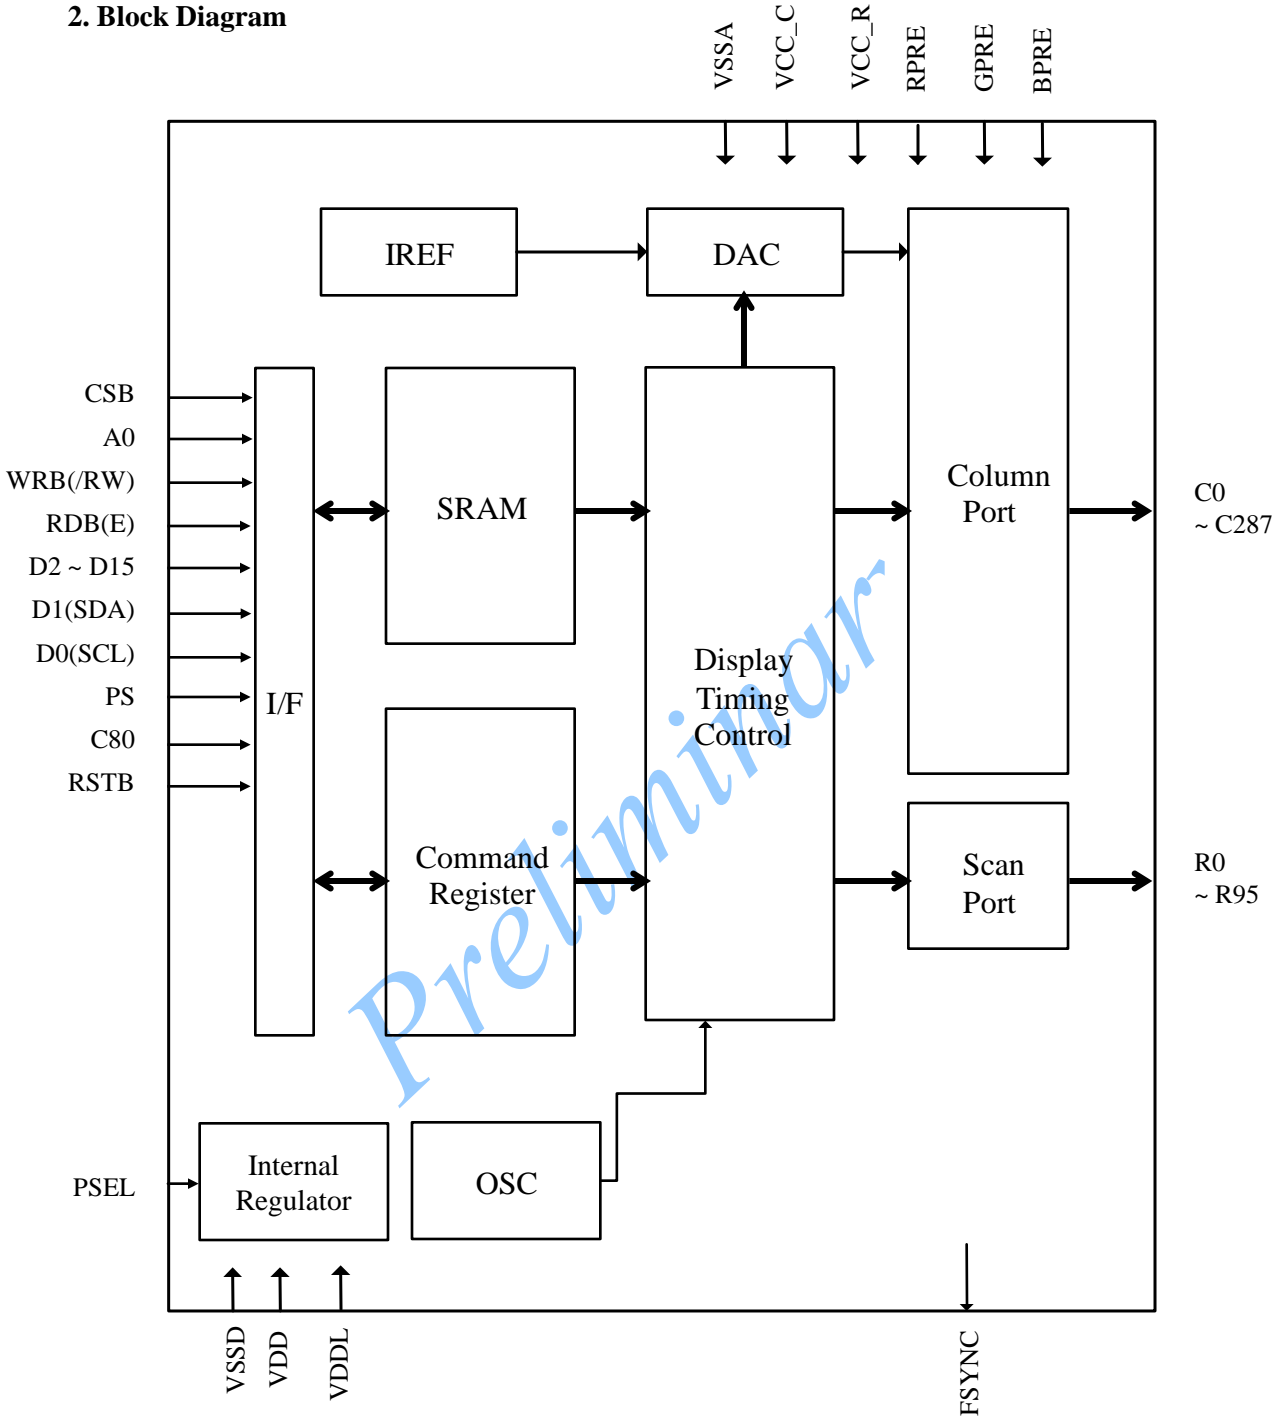 2. Block Diagram
VSSA
VCC_C
VCC_R
RPRE
GPRE
BPRE
IREF
DAC
CSB
A0
WRB(/RW)
RDB(E)
D2 ~ D15
D1(SDA)
D0(SCL)
PS
C80
RSTB
I/F
SRAM
Command
Register
Display
Timing
Control
Column
Port
C0
~ C287
Scan
Port
R0
~ R95
PSEL
Internal
Regulator
OSC
VSSD
VDD
VDDL
FSYNC
Preliminar